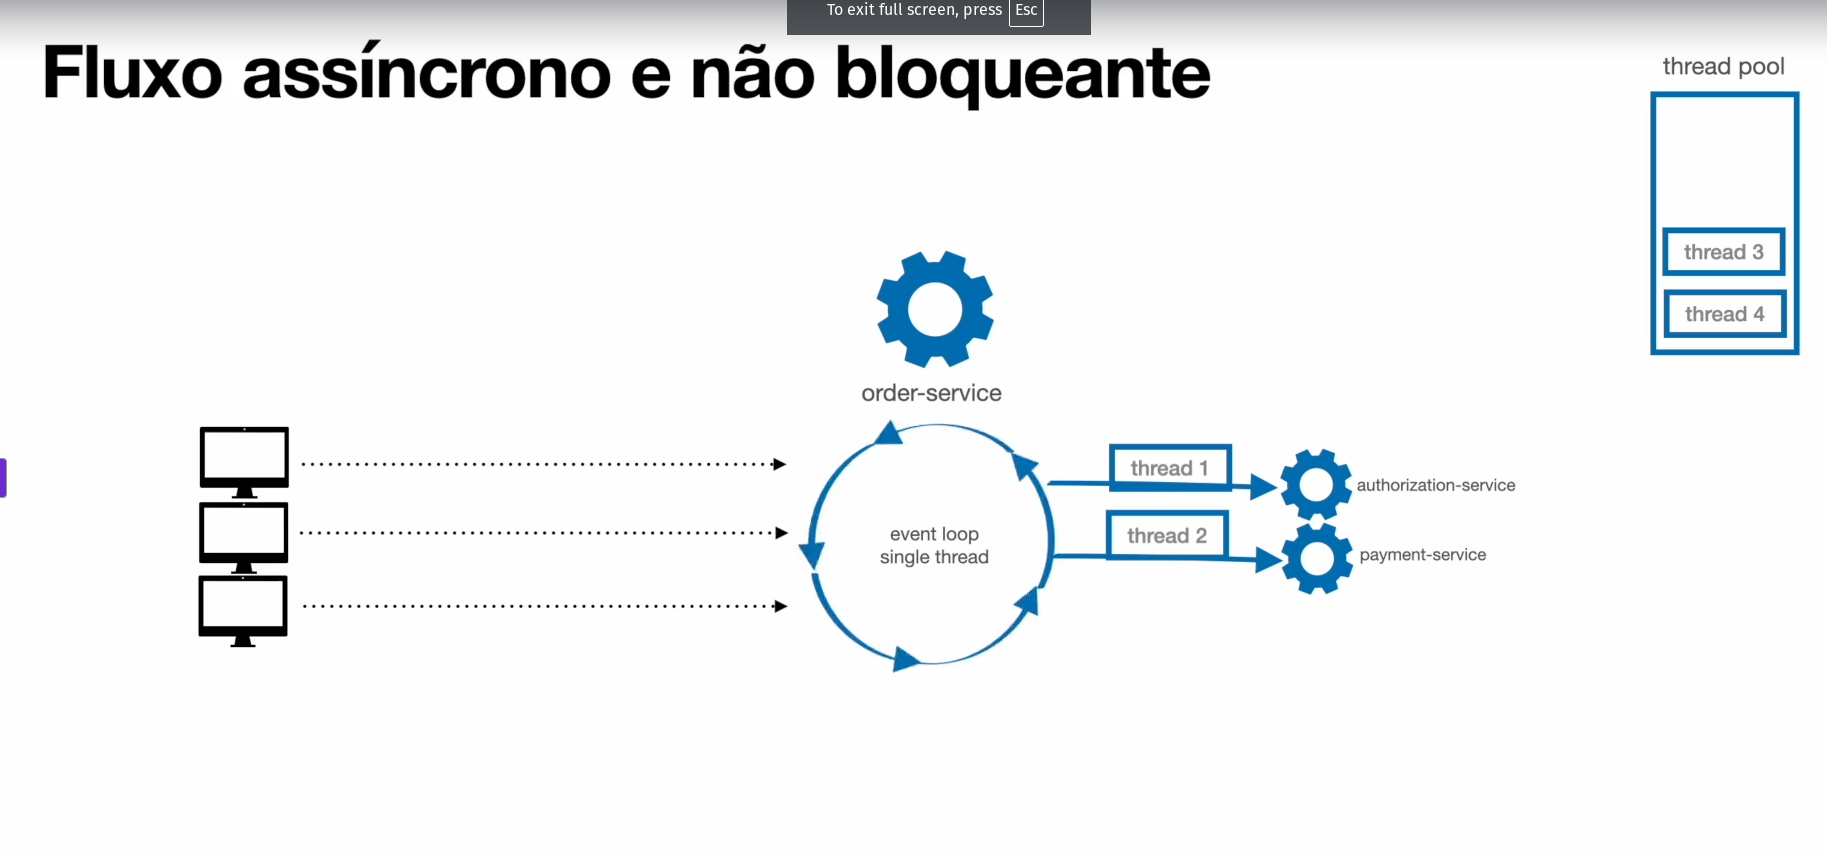 To exit full screen, press Esc
Fluxo assíncrono e não bloqueante
thread pool
thread 3
thread 4
order-service
event loop
single thread
thread 1
authorization-service
thread 2
payment-service